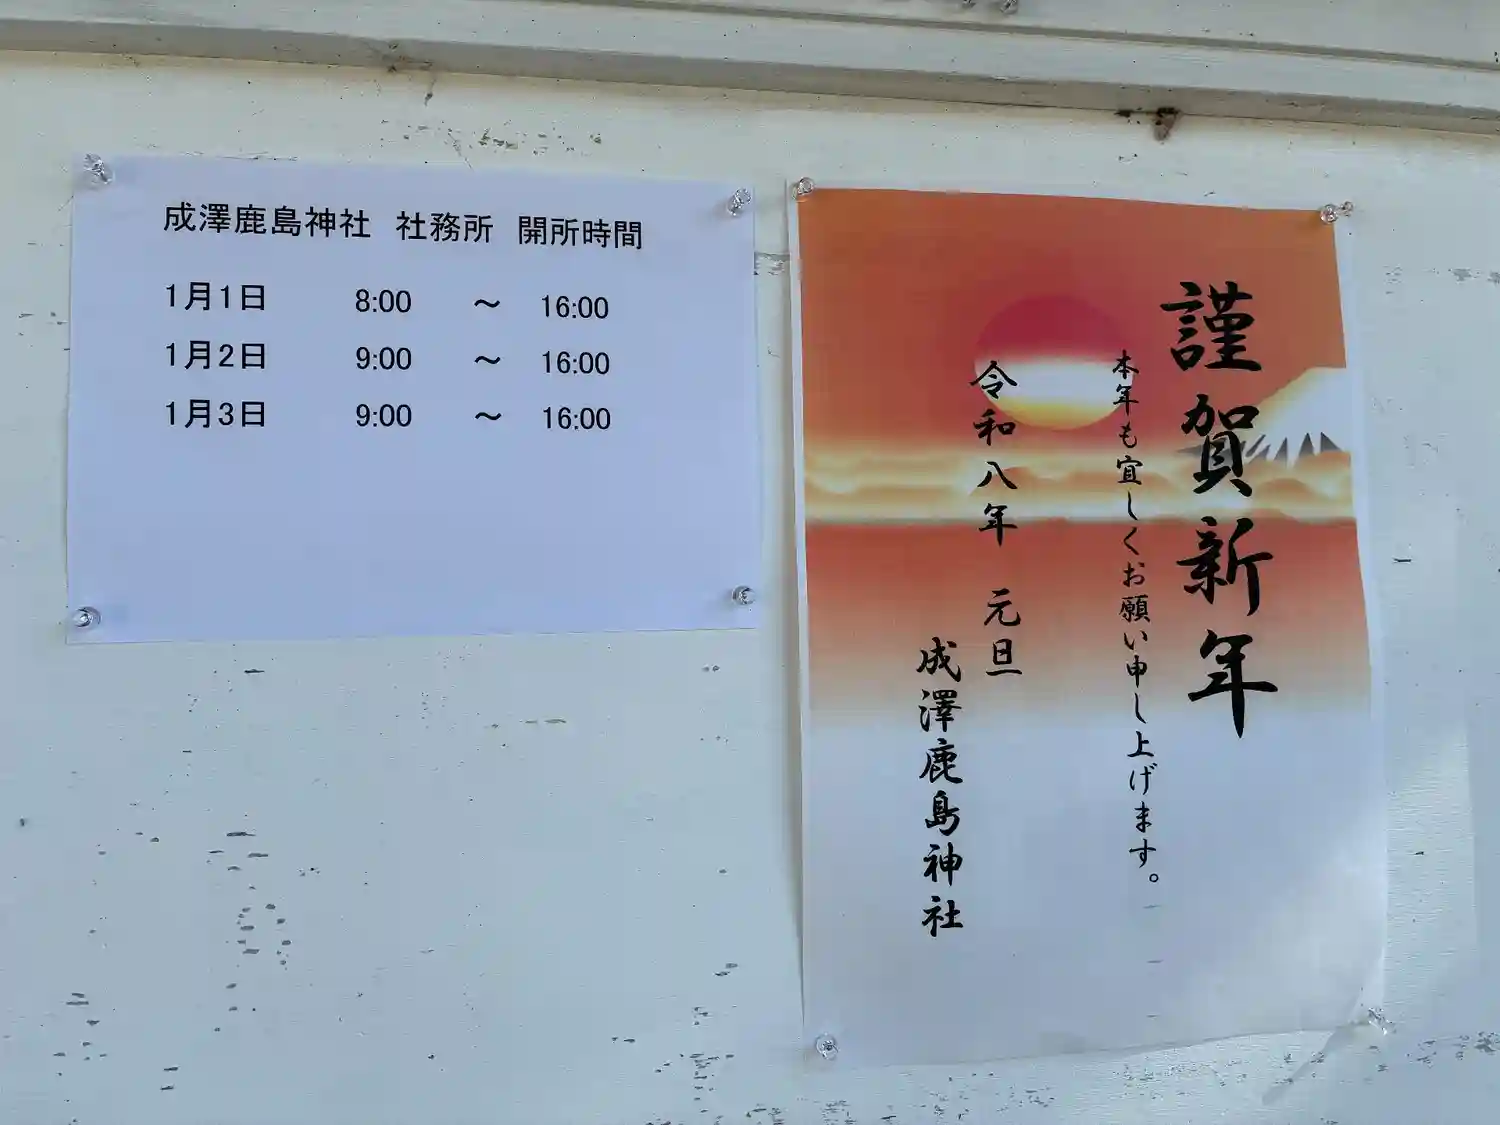 成澤鹿島神社　社務所　開所時間
1月1日　8:00　～　16:00
1月2日　9:00　～　16:00
1月3日　9:00　～　16:00
謹賀新年
本年も宜しくお願い申し上げます。
令和八年　元旦
成澤鹿島神社